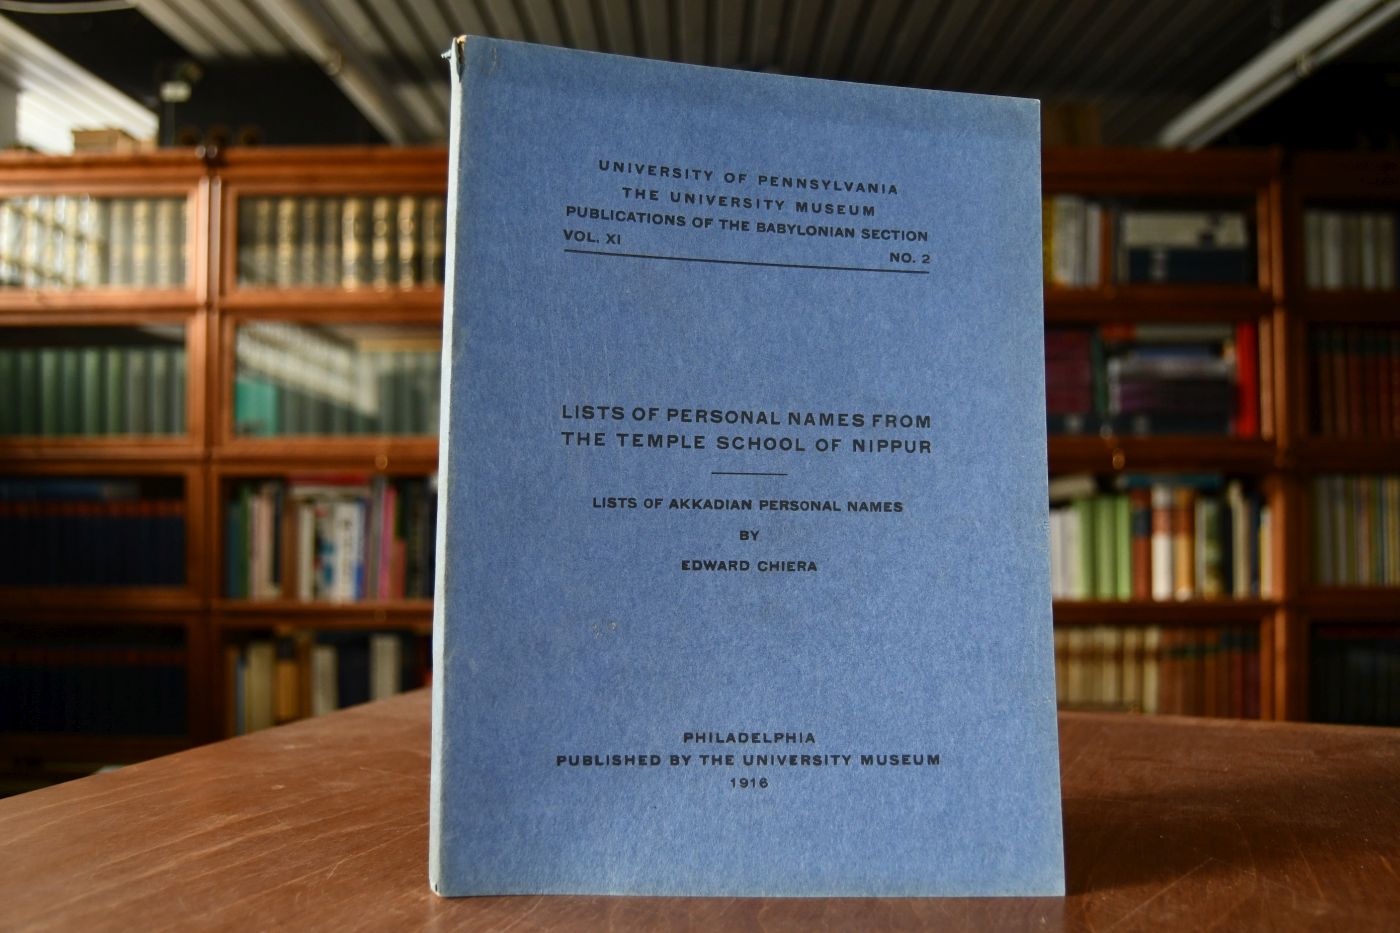 UNIVERSITY OF PENNSYLVANIA
THE UNIVERSITY MUSEUM
PUBLICATIONS OF THE BABYLONIAN SECTION
VOL. XI NO. 2
LISTS OF PERSONAL NAMES FROM
THE TEMPLE SCHOOL OF NIPPUR
LISTS OF AKKADIAN PERSONAL NAMES
BY
EDWARD CHIERA
PHILADELPHIA
PUBLISHED BY THE UNIVERSITY MUSEUM
1916